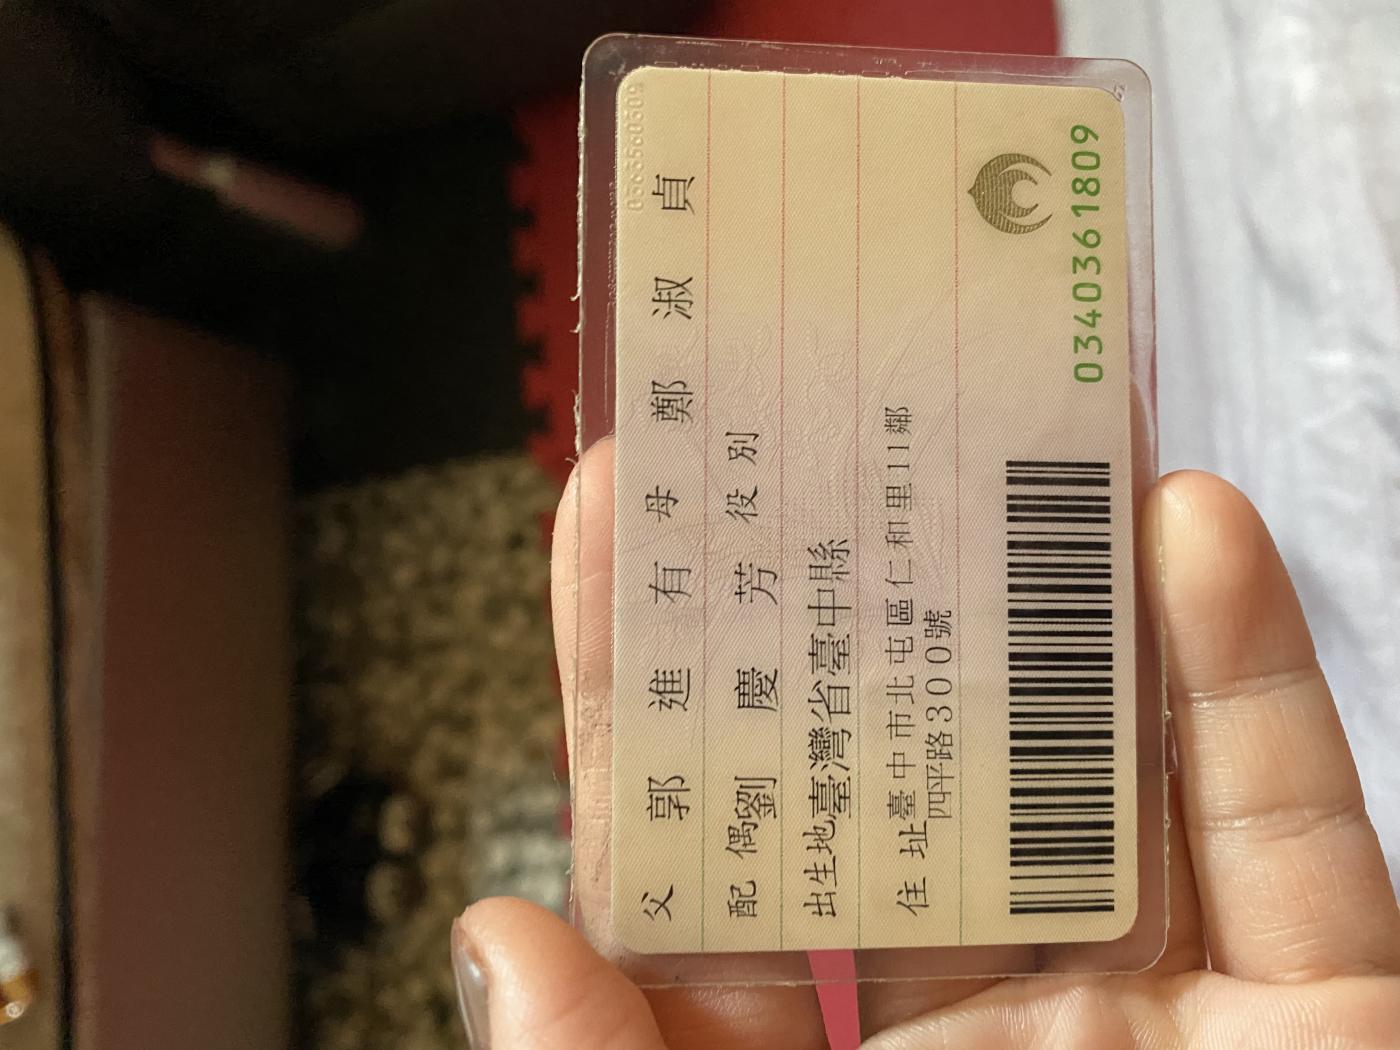 父 郭進有 母 鄭淑貞
配偶 劉慶芳 役別
出生地 臺灣省臺中縣
住址 臺中市北屯區仁和里11鄰
四平路300號
0340361809